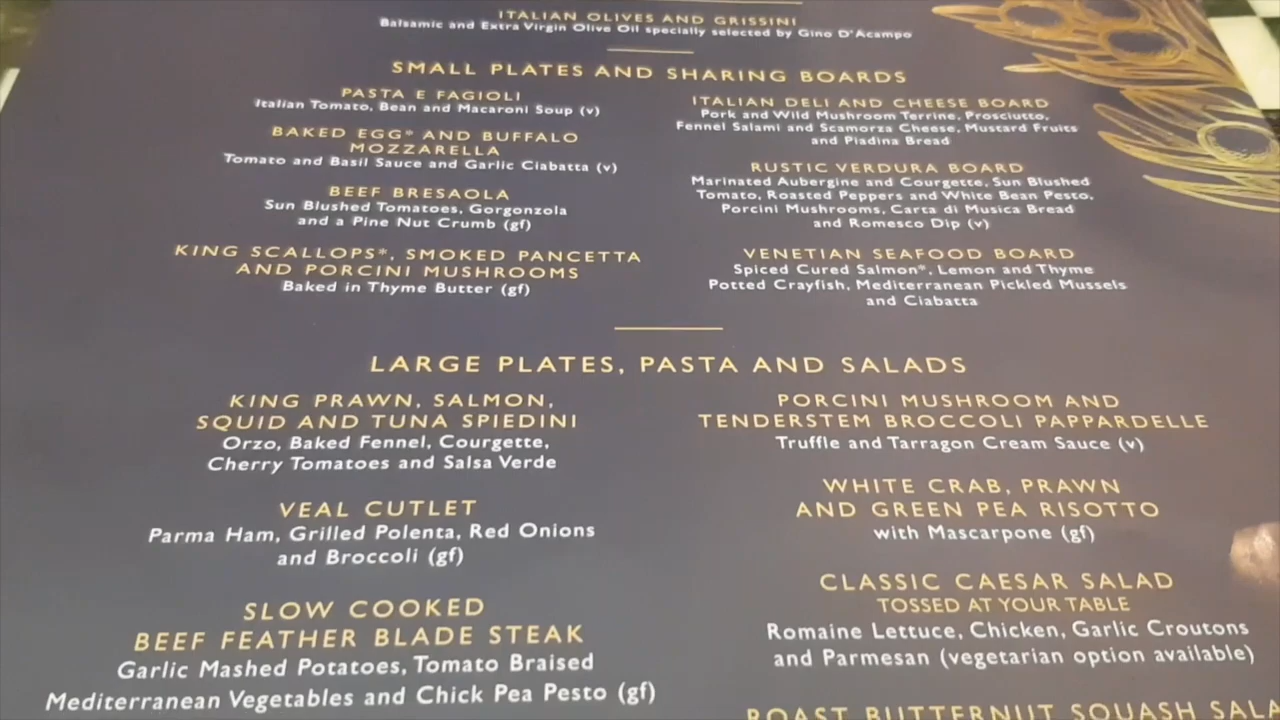 ITALIAN OLIVES AND GRISSINI
Balsamic and Extra Virgin Olive Oil specially selected by Gino D'Acampo
SMALL PLATES AND SHARING BOARDS
PASTA E FAGIOLI
Italian Tomato, Bean and Macaroni Soup (v)
BAKED EGG* AND BUFFALO
MOZZARELLA
Tomato and Basil Sauce and Garlic Ciabatta (v)
BEEF BRESAOLA
Sun Blushed Tomatoes, Gorgonzola
and a Pine Nut Crumb (gf)
KING SCALLOPS*, SMOKED PANCETTA
AND PORCINI MUSHROOMS
Baked in Thyme Butter (gf)
ITALIAN DELI AND CHEESE BOARD
Pork and Wild Mushroom Terrine, Prosciutto,
Fennel Salami and Scamorza Cheese, Mustard Fruits
and Piadina Bread
RUSTIC VERDURA BOARD
Marinated Aubergine and Courgette, Sun Blushed
Tomato, Roasted Peppers and White Bean Pesto,
Porcini Mushrooms, Carta di Musica Bread
and Romesco Dip (v)
VENETIAN SEAFOOD BOARD
Spiced Cured Salmon*, Lemon and Thyme
Potted Crayfish, Mediterranean Pickled Mussels
and Ciabatta
LARGE PLATES, PASTA AND SALADS
KING PRAWN, SALMON,
SQUID AND TUNA SPIEDINI
Orzo, Baked Fennel, Courgette,
Cherry Tomatoes and Salsa Verde
VEAL CUTLET
Parma Ham, Grilled Polenta, Red Onions
and Broccoli (gf)
SLOW COOKED
BEEF FEATHER BLADE STEAK
Garlic Mashed Potatoes, Tomato Braised
Mediterranean Vegetables and Chick Pea Pesto (gf)
PORCINI MUSHROOM AND
TENDERSTEM BROCCOLI PAPPARDELLE
Truffle and Tarragon Cream Sauce (v)
WHITE CRAB, PRAWN
AND GREEN PEA RISOTTO
with Mascarpone (gf)
CLASSIC CAESAR SALAD
TOSSED AT YOUR TABLE
Romaine Lettuce, Chicken, Garlic Croutons
and Parmesan (vegetarian option available)
ROAST BUTTERNUT SQUASH SALA